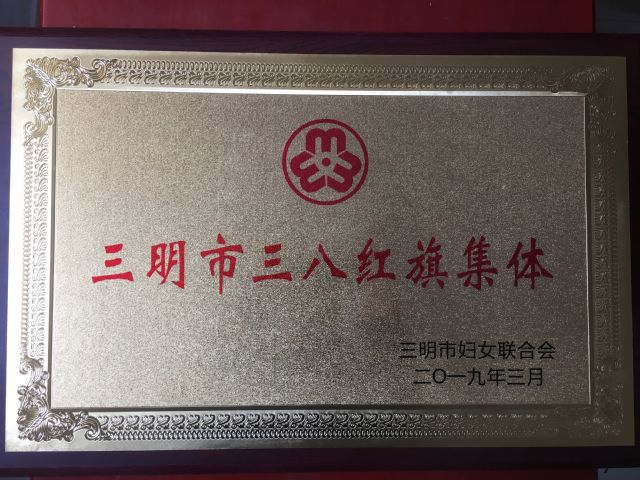 三明市三八红旗集体
三明市妇女联合会
二〇一九年三月